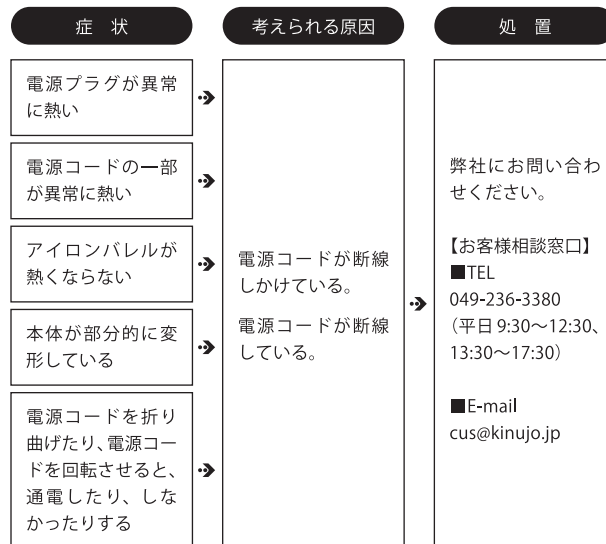 症 状
電源プラグが異常
に熱い
電源コードの一部
が異常に熱い
アイロンバレルが
熱くならない
本体が部分的に変
形している
電源コードを折り
曲げたり、電源コー
ドを回転させると、
通電したり、しな
かったりする
考えられる原因
電源コードが断線
しかけている。
電源コードが断線
している。
処 置
弊社にお問い合わ
せください。
【お客様相談窓口】
■TEL
049-236-3380
（平日 9:30～12:30、
13:30～17:30）
■E-mail
cus@kinujo.jp